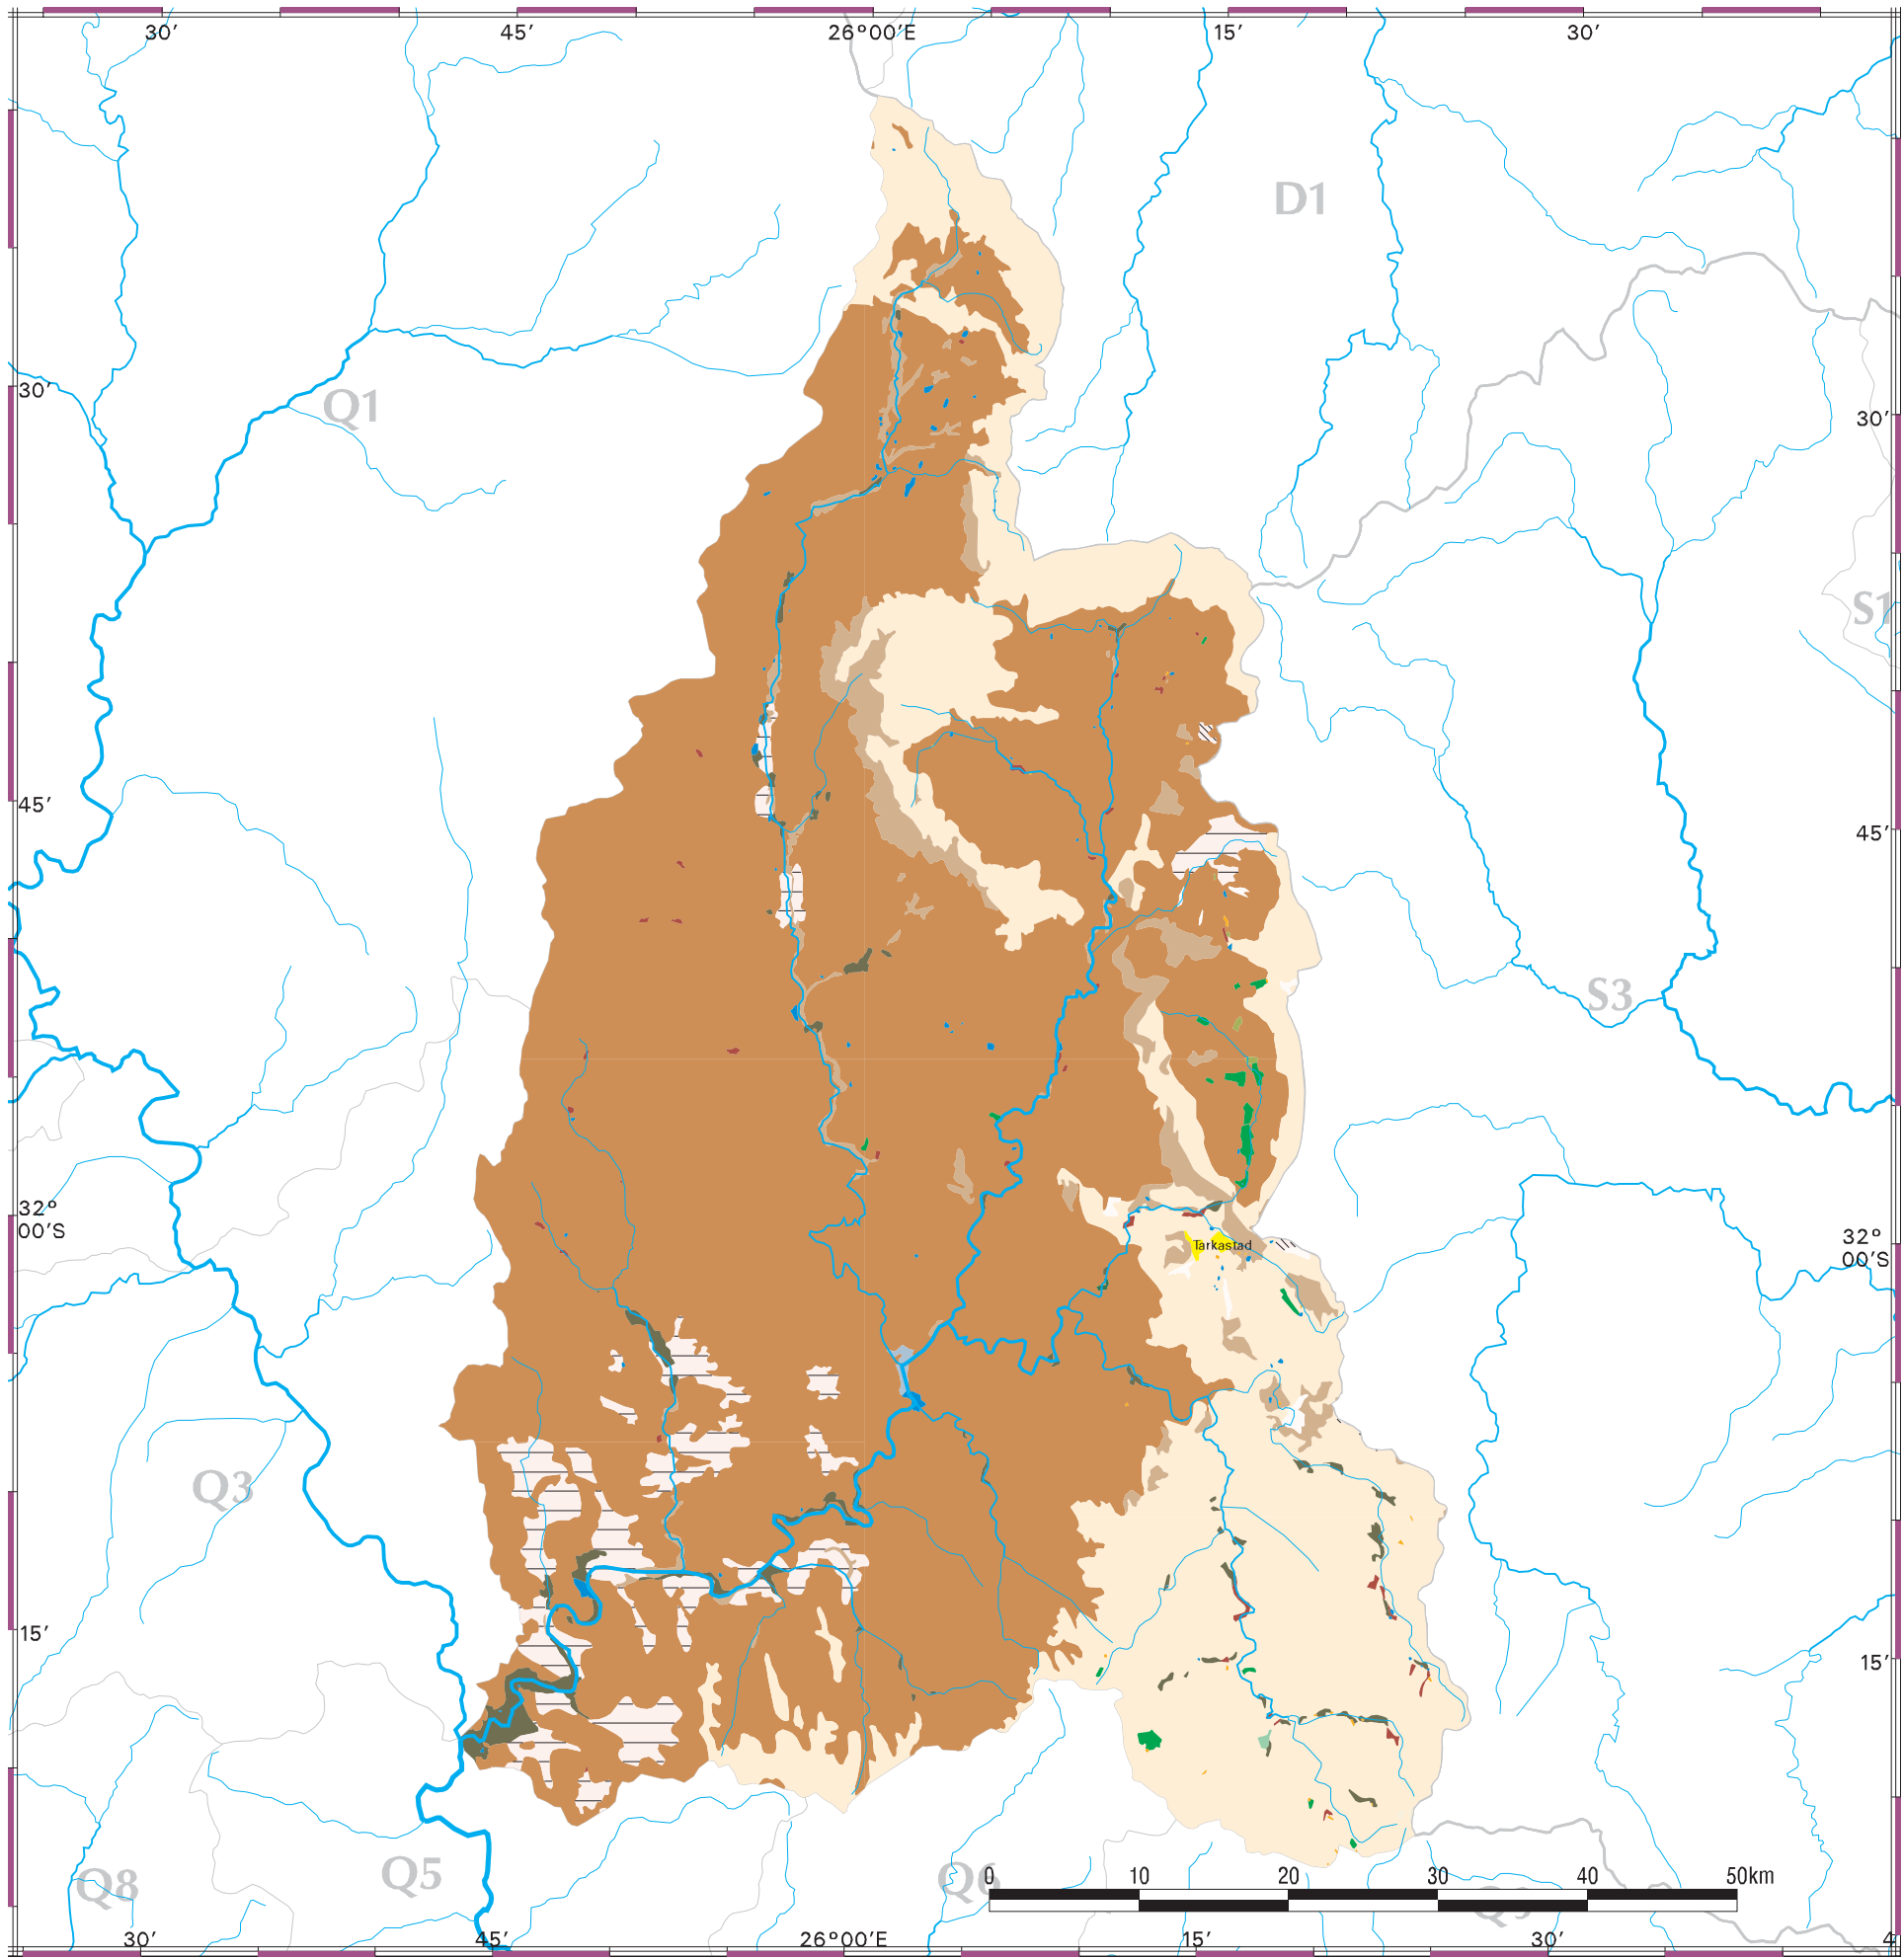 30′ 45′ 26°00′E 15′ 30′
D1
Q1
30′ 30′
S1
45′ 45′
S3
32°
00′S
Tarkastad
32°
00′S
Q3
15′ 15′
Q8 Q5 Q6
0 10 20 30 40 50km
30′ 45′ 26°00′E 15′ 30′